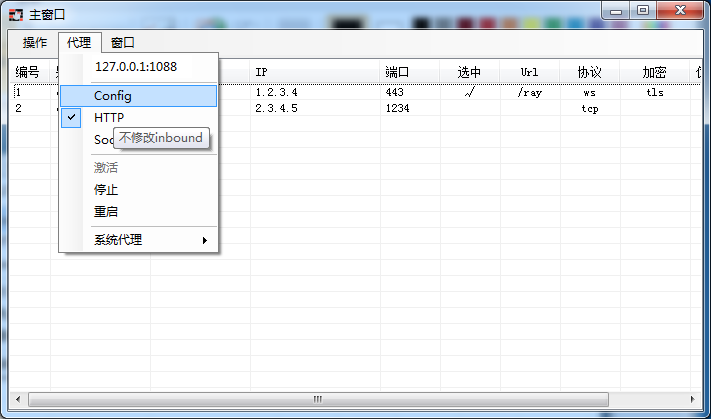 主窗口
操作 代理 窗口
编号 IP 端口 选中 Url 协议 加密
1 1.2.3.4 443 √ /ray ws tls
2 2.3.4.5 1234 tcp
127.0.0.1:1088
Config
HTTP
不修改inbound
激活
停止
重启
系统代理